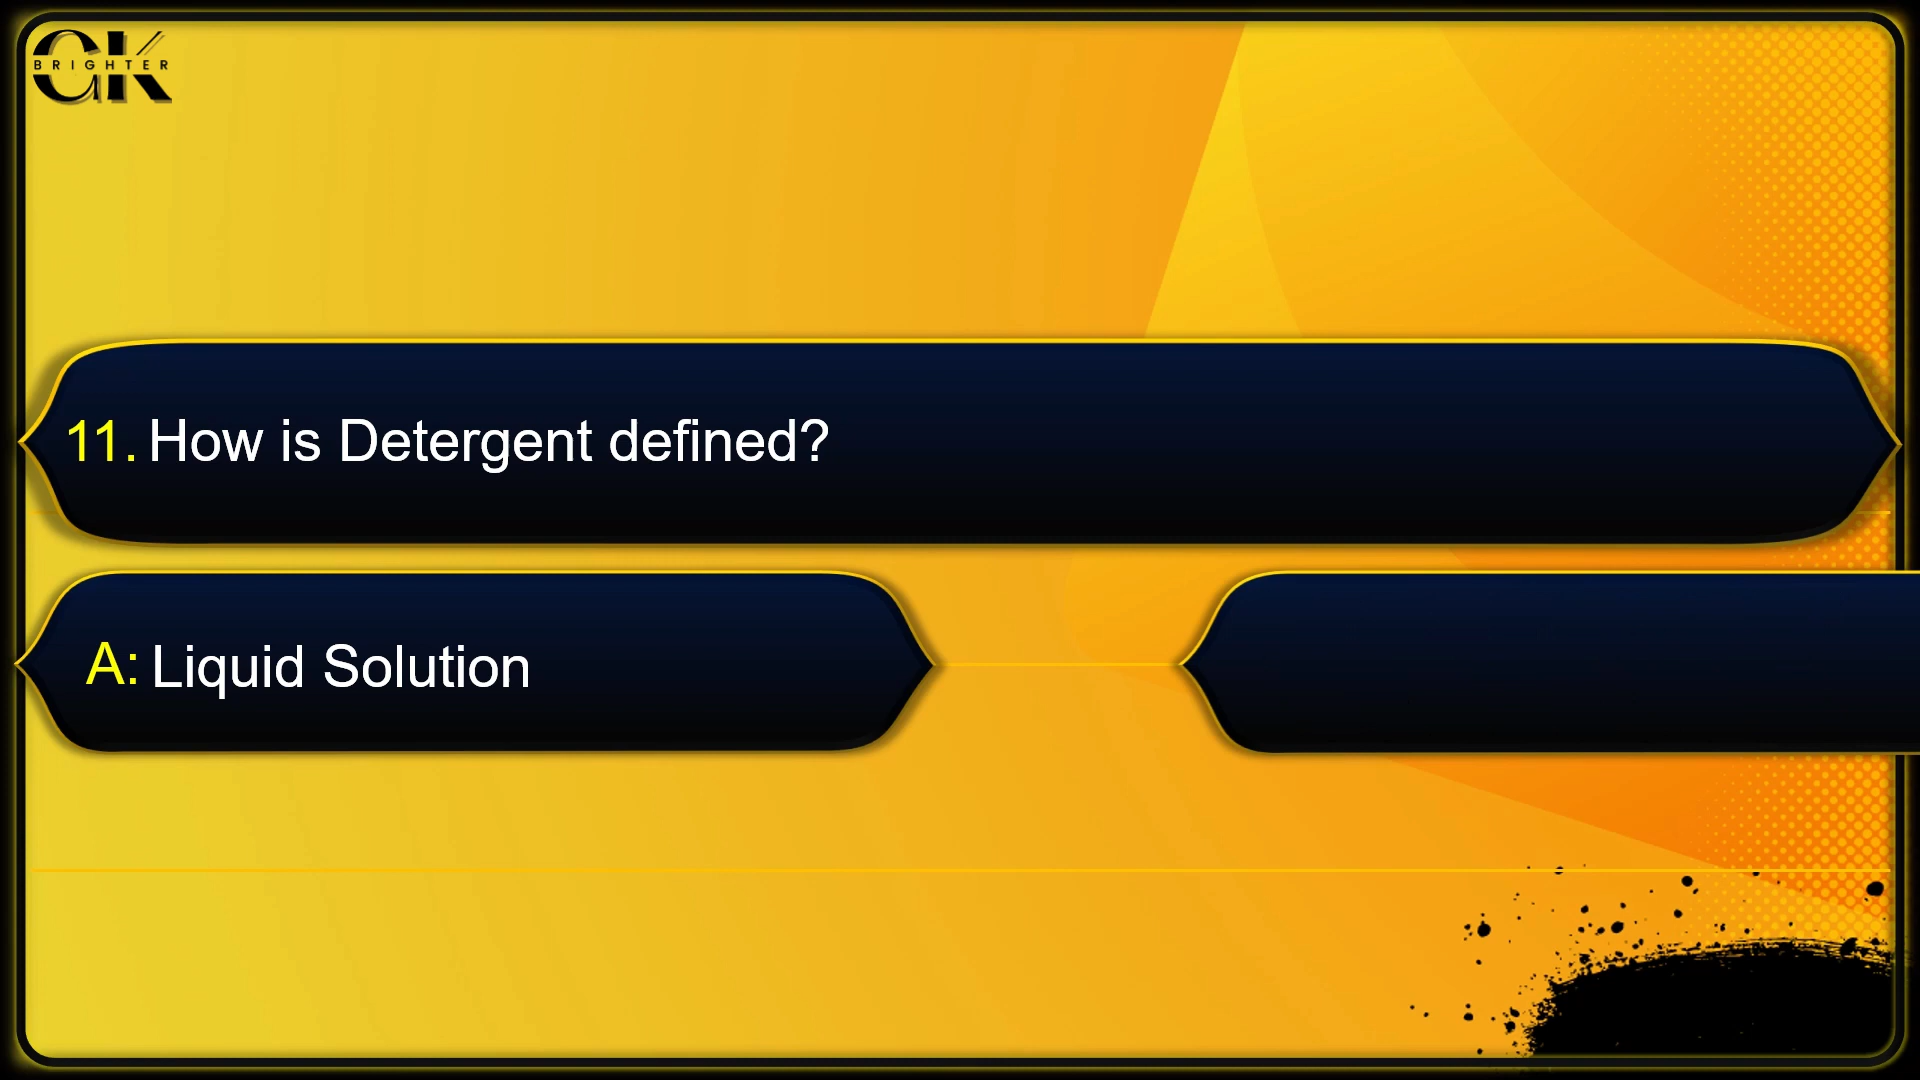 GK
BRIGHTER
11. How is Detergent defined?
A: Liquid Solution